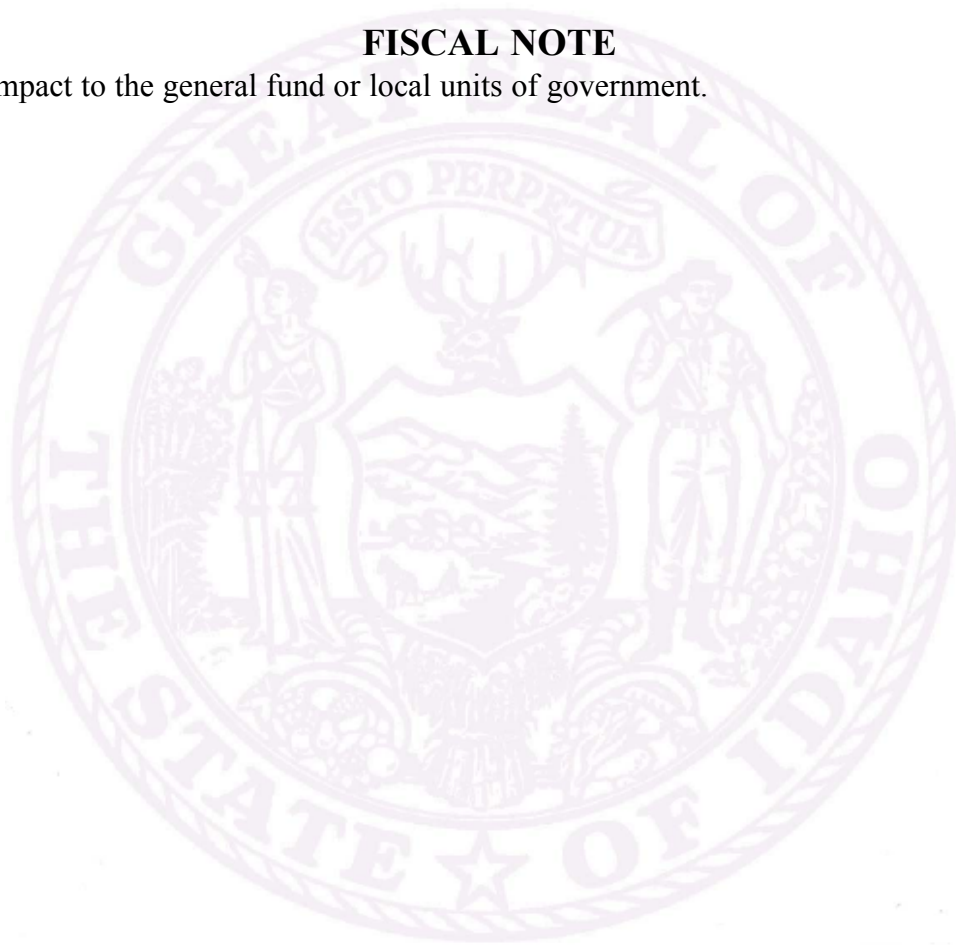 FISCAL NOTE
mpact to the general fund or local units of government.
GREAT SEAL OF
THE STATE OF IDAHO
ESTO PERPETUA